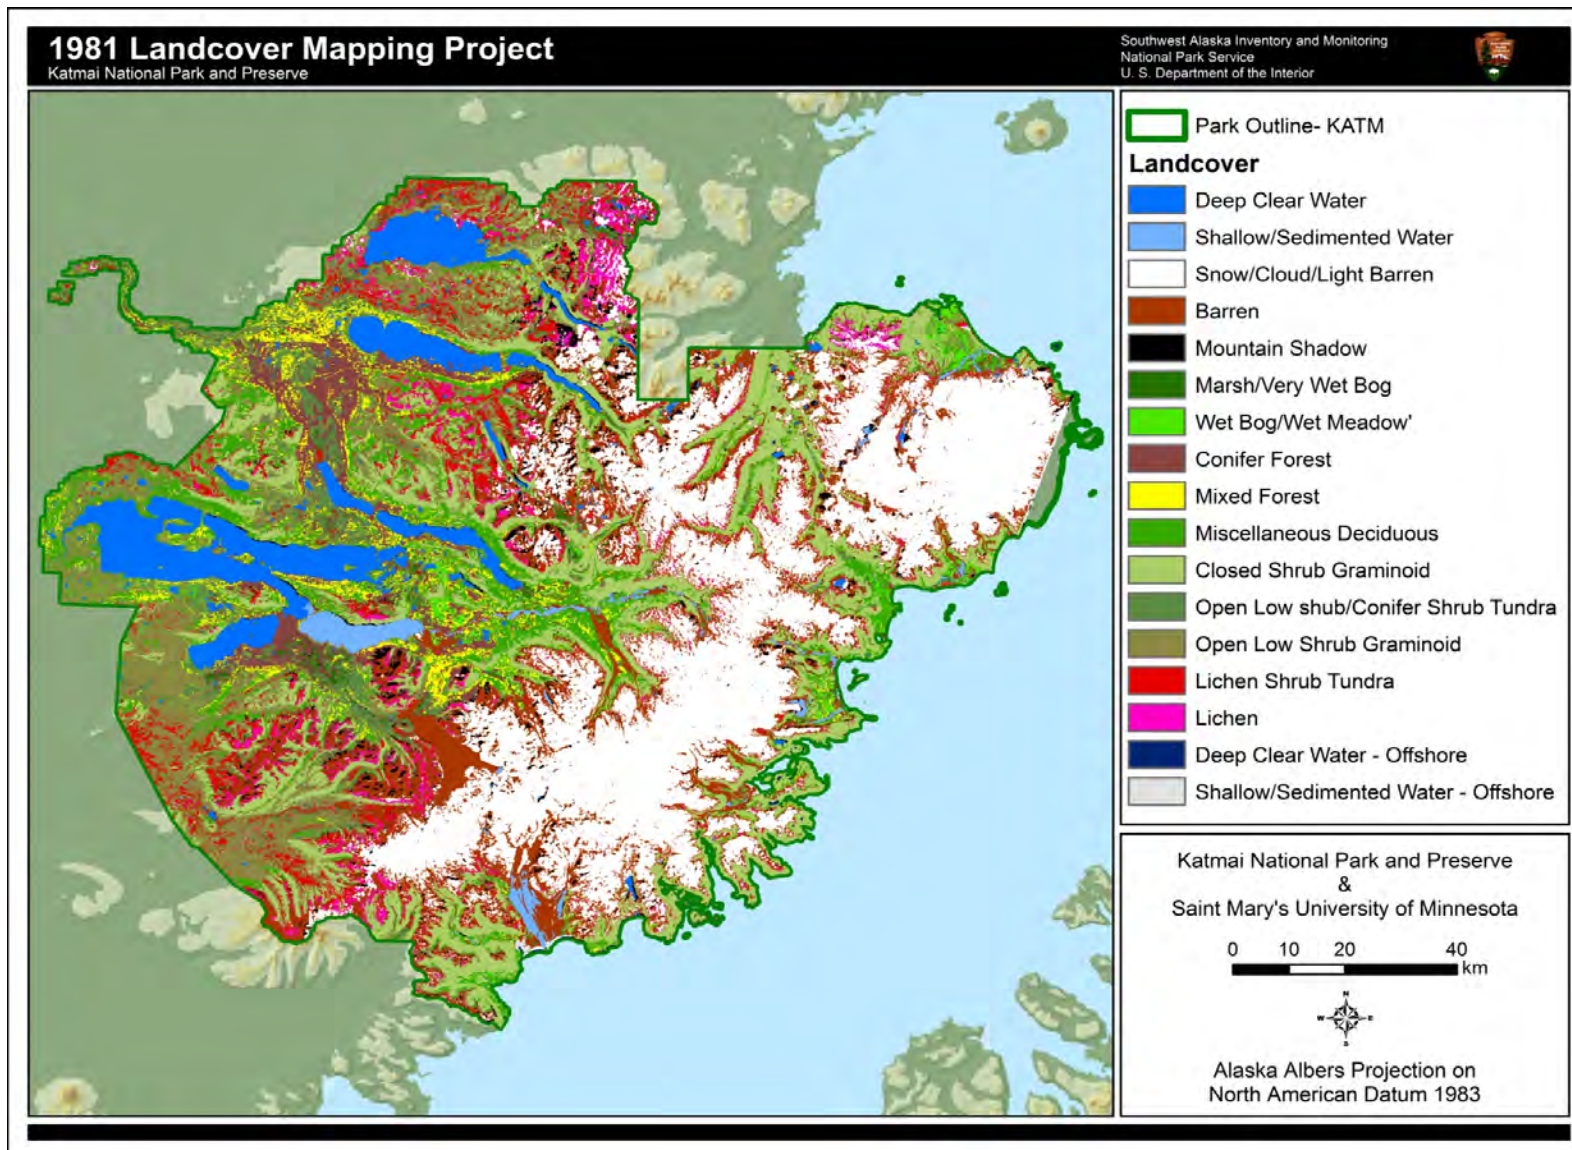 1981 Landcover Mapping Project
Katmai National Park and Preserve
Southwest Alaska Inventory and Monitoring
National Park Service
U. S. Department of the Interior
Park Outline- KATM
Landcover
Deep Clear Water
Shallow/Sedimented Water
Snow/Cloud/Light Barren
Barren
Mountain Shadow
Marsh/Very Wet Bog
Wet Bog/Wet Meadow'
Conifer Forest
Mixed Forest
Miscellaneous Deciduous
Closed Shrub Graminoid
Open Low shub/Conifer Shrub Tundra
Open Low Shrub Graminoid
Lichen Shrub Tundra
Lichen
Deep Clear Water - Offshore
Shallow/Sedimented Water - Offshore
Katmai National Park and Preserve
&
Saint Mary's University of Minnesota
0 10 20 40
km
N
W E
S
Alaska Albers Projection on
North American Datum 1983